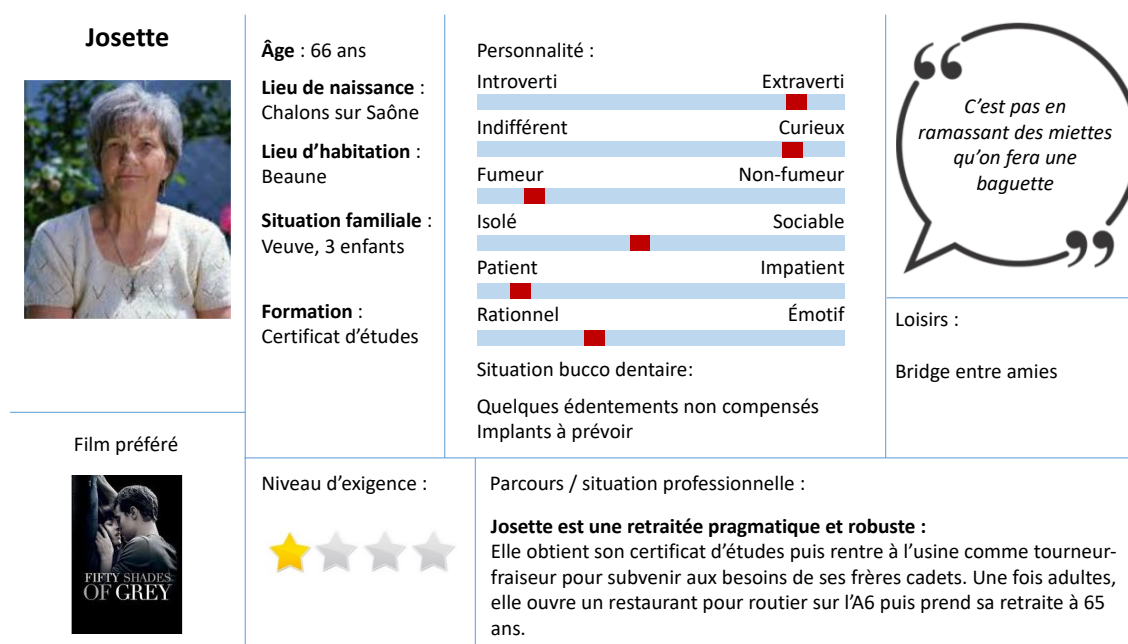 Josette
Âge : 66 ans
Lieu de naissance :
Chalons sur Saône
Lieu d’habitation :
Beaune
Situation familiale :
Veuve, 3 enfants
Formation :
Certificat d’études
Personnalité :
Introverti Extraverti
Indifférent Curieux
Fumeur Non-fumeur
Isolé Sociable
Patient Impatient
Rationnel Émotif
Situation bucco dentaire:
Quelques édentements non compensés
Implants à prévoir
“
C’est pas en
ramassant des miettes
qu’on fera une
baguette
”
Loisirs :
Bridge entre amies
Film préféré
FIFTY SHADES
OF GREY
Niveau d’exigence :
Parcours / situation professionnelle :
Josette est une retraitée pragmatique et robuste :
Elle obtient son certificat d’études puis rentre à l’usine comme tourneur-
fraiseur pour subvenir aux besoins de ses frères cadets. Une fois adultes,
elle ouvre un restaurant pour routier sur l’A6 puis prend sa retraite à 65
ans.